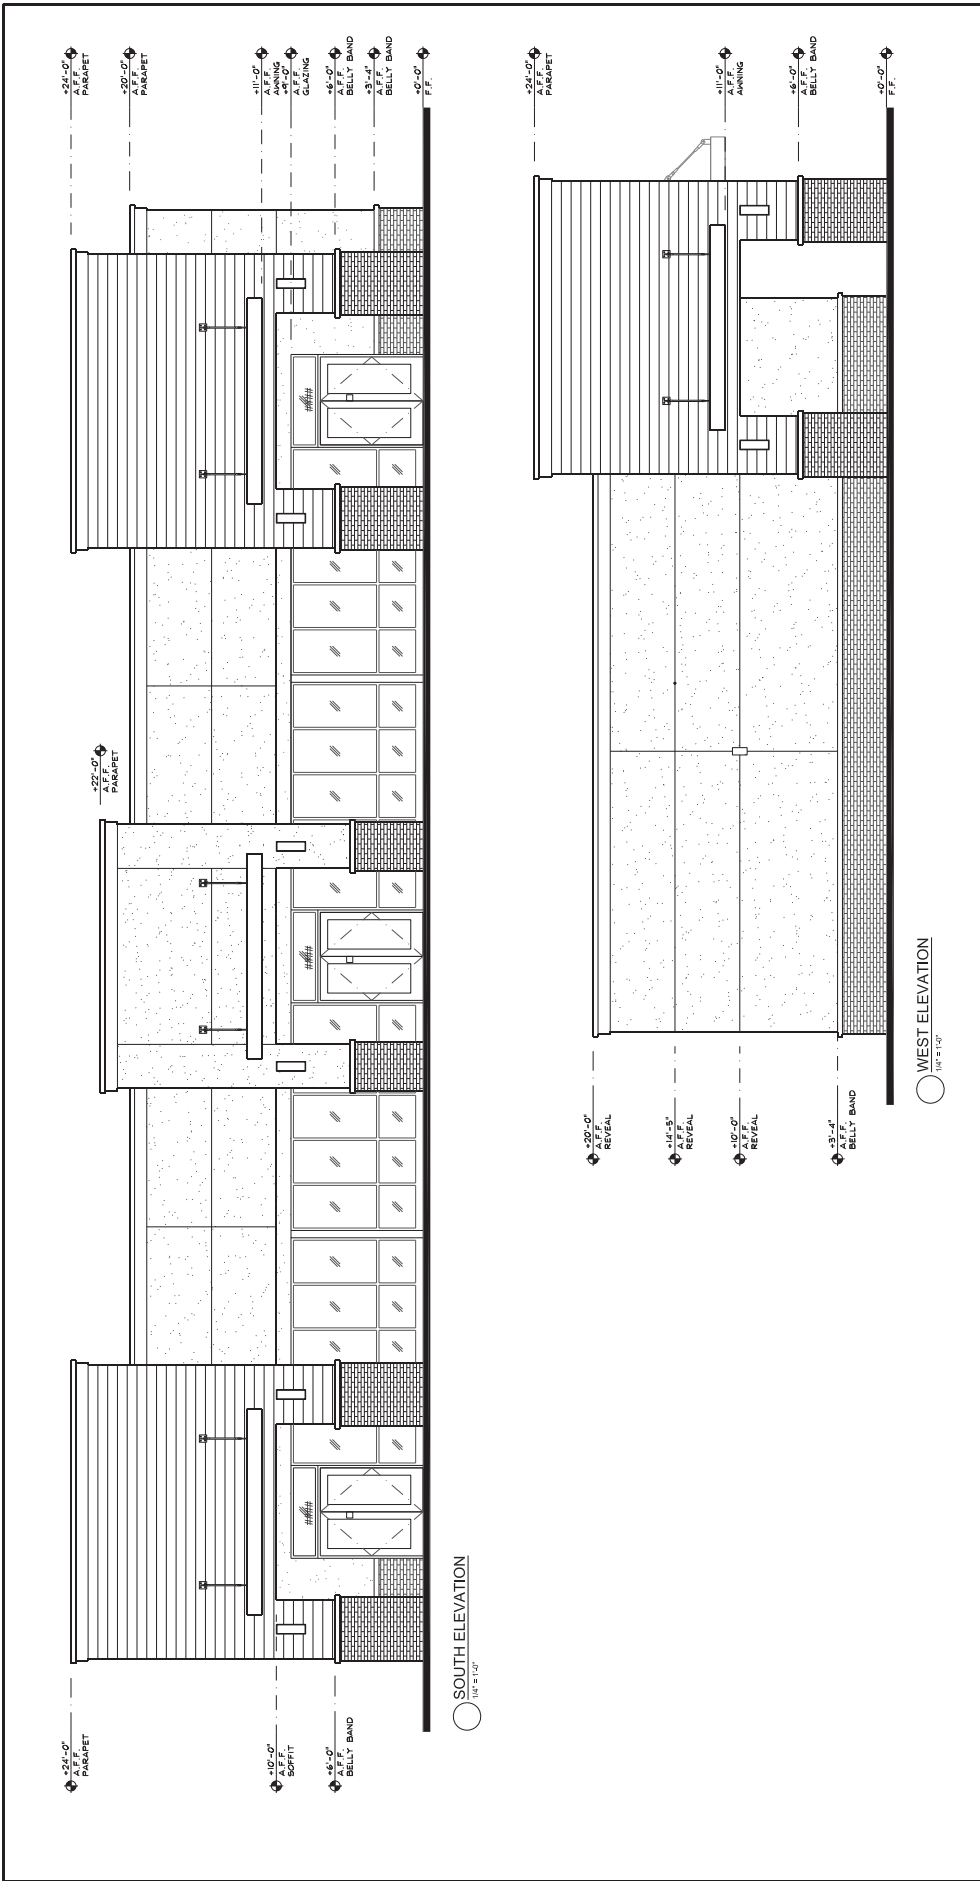 +24'-0"
A.F.F.
PARAPET
+20'-0"
A.F.F.
PARAPET
+11'-0"
A.F.F.
AWNING
+9'-0"
A.F.F.
GLAZING
+6'-0"
A.F.F.
BELLY BAND
+3'-4"
A.F.F.
BELLY BAND
+0'-0"
F.F.
+22'-0"
A.F.F.
PARAPET
+24'-0"
A.F.F.
PARAPET
+10'-0"
A.F.F.
SOFFIT
+6'-0"
A.F.F.
BELLY BAND
SOUTH ELEVATION
1/4" = 1'-0"
+24'-0"
A.F.F.
PARAPET
+11'-0"
A.F.F.
AWNING
+6'-0"
A.F.F.
BELLY BAND
+0'-0"
F.F.
+20'-0"
A.F.F.
REVEAL
+14'-5"
A.F.F.
REVEAL
+10'-0"
A.F.F.
REVEAL
+3'-4"
A.F.F.
BELLY BAND
WEST ELEVATION
1/4" = 1'-0"